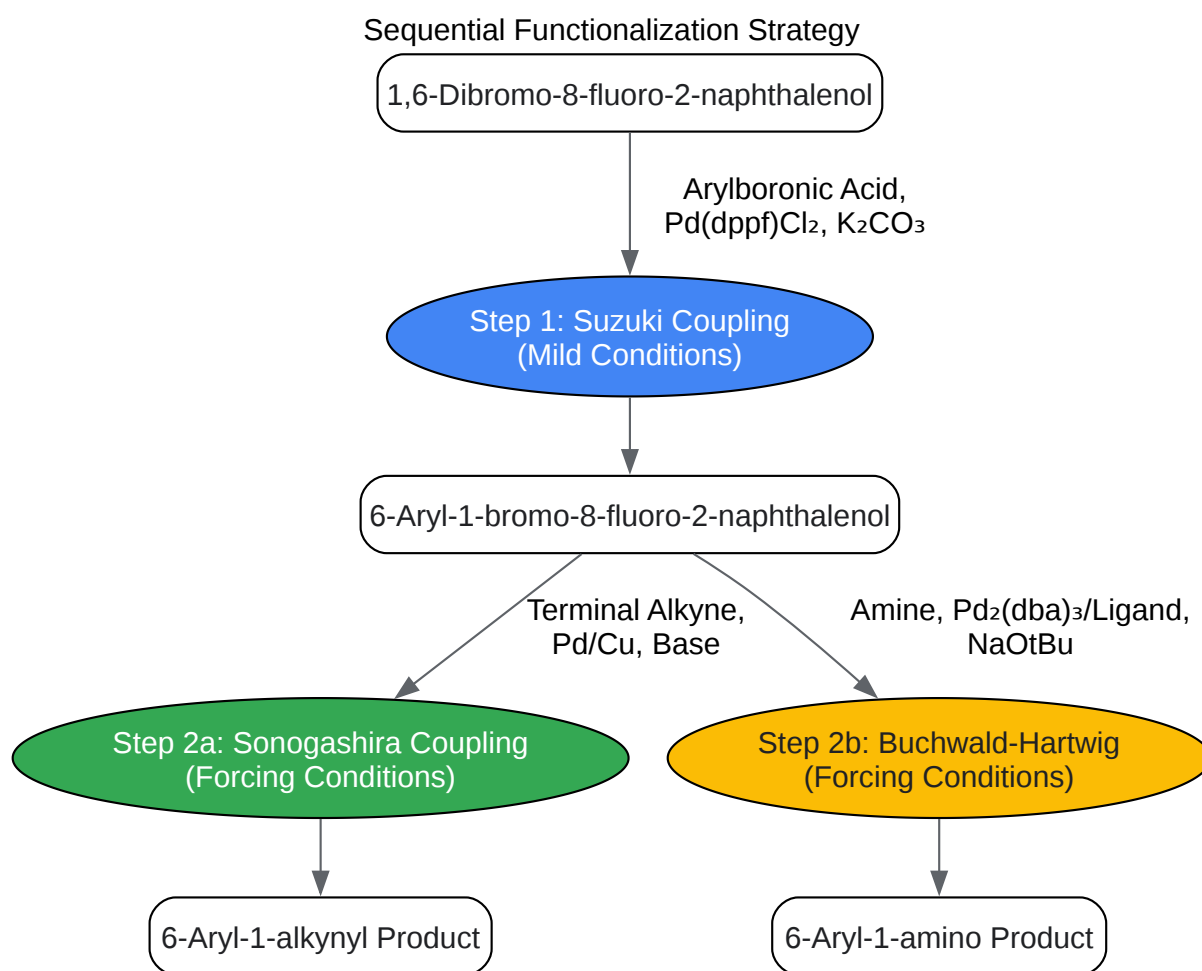 Sequential Functionalization Strategy
1,6-Dibromo-8-fluoro-2-naphthalenol
Arylboronic Acid,
Pd(dppf)Cl₂, K₂CO₃
Step 1: Suzuki Coupling
(Mild Conditions)
6-Aryl-1-bromo-8-fluoro-2-naphthalenol
Terminal Alkyne,
Pd/Cu, Base
Amine, Pd₂(dba)₃/Ligand,
NaOtBu
Step 2a: Sonogashira Coupling
(Forcing Conditions)
Step 2b: Buchwald-Hartwig
(Forcing Conditions)
6-Aryl-1-alkynyl Product
6-Aryl-1-amino Product